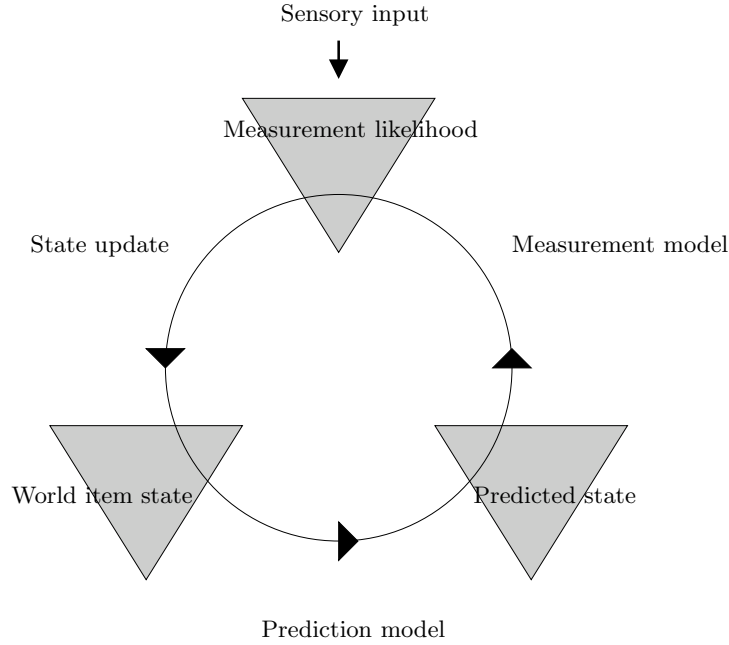 Sensory input
Measurement likelihood
State update
Measurement model
World item state
Predicted state
Prediction model